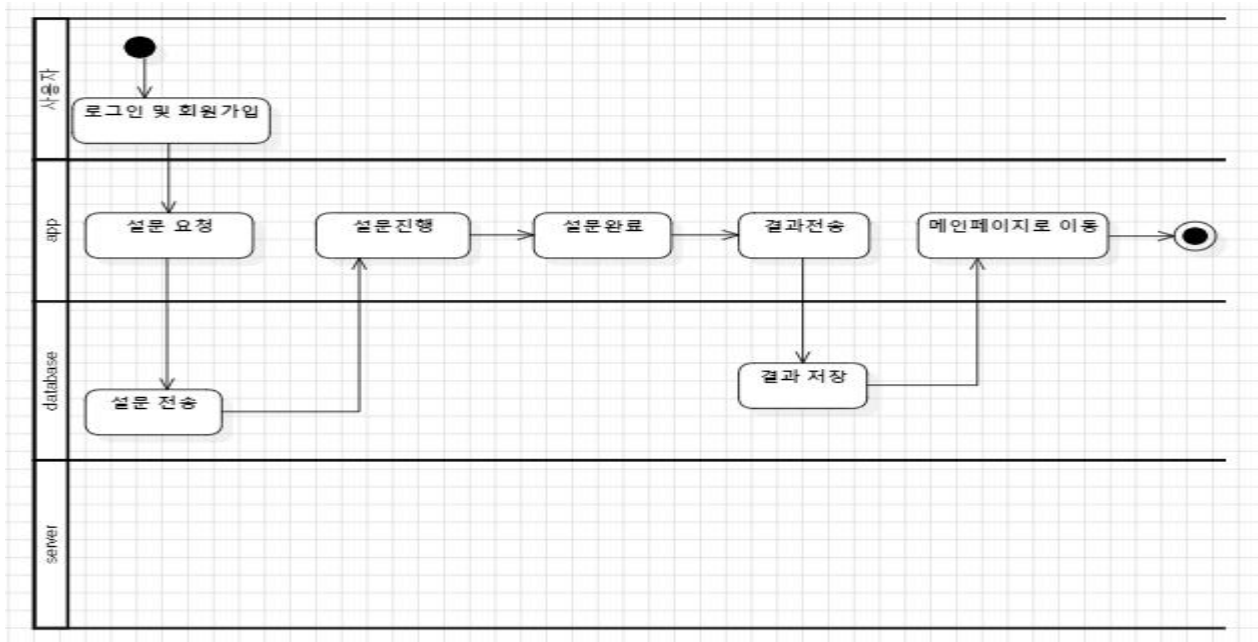 사용자
로그인 및 회원가입
app
설문 요청
설문진행
설문완료
결과전송
메인페이지로 이동
database
설문 전송
결과 저장
server